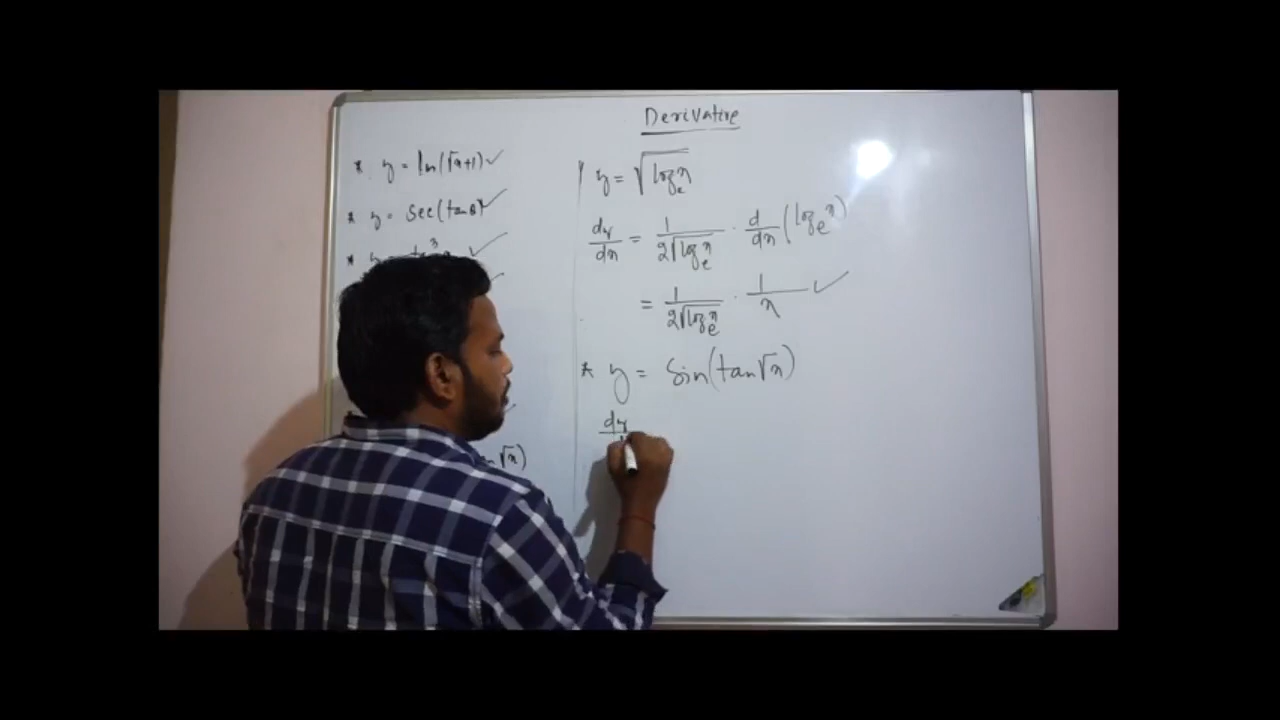 Derivative
* y = ln(√x+1) ✓
* y = sec(tanθ) ✓
* y = ✓
√x)
y = √logₑx
dy/dx = 1/(2√logₑx) · d/dx (logₑx)
= 1/(2√logₑx) · 1/x ✓
* y = Sin(tan√x)
dy